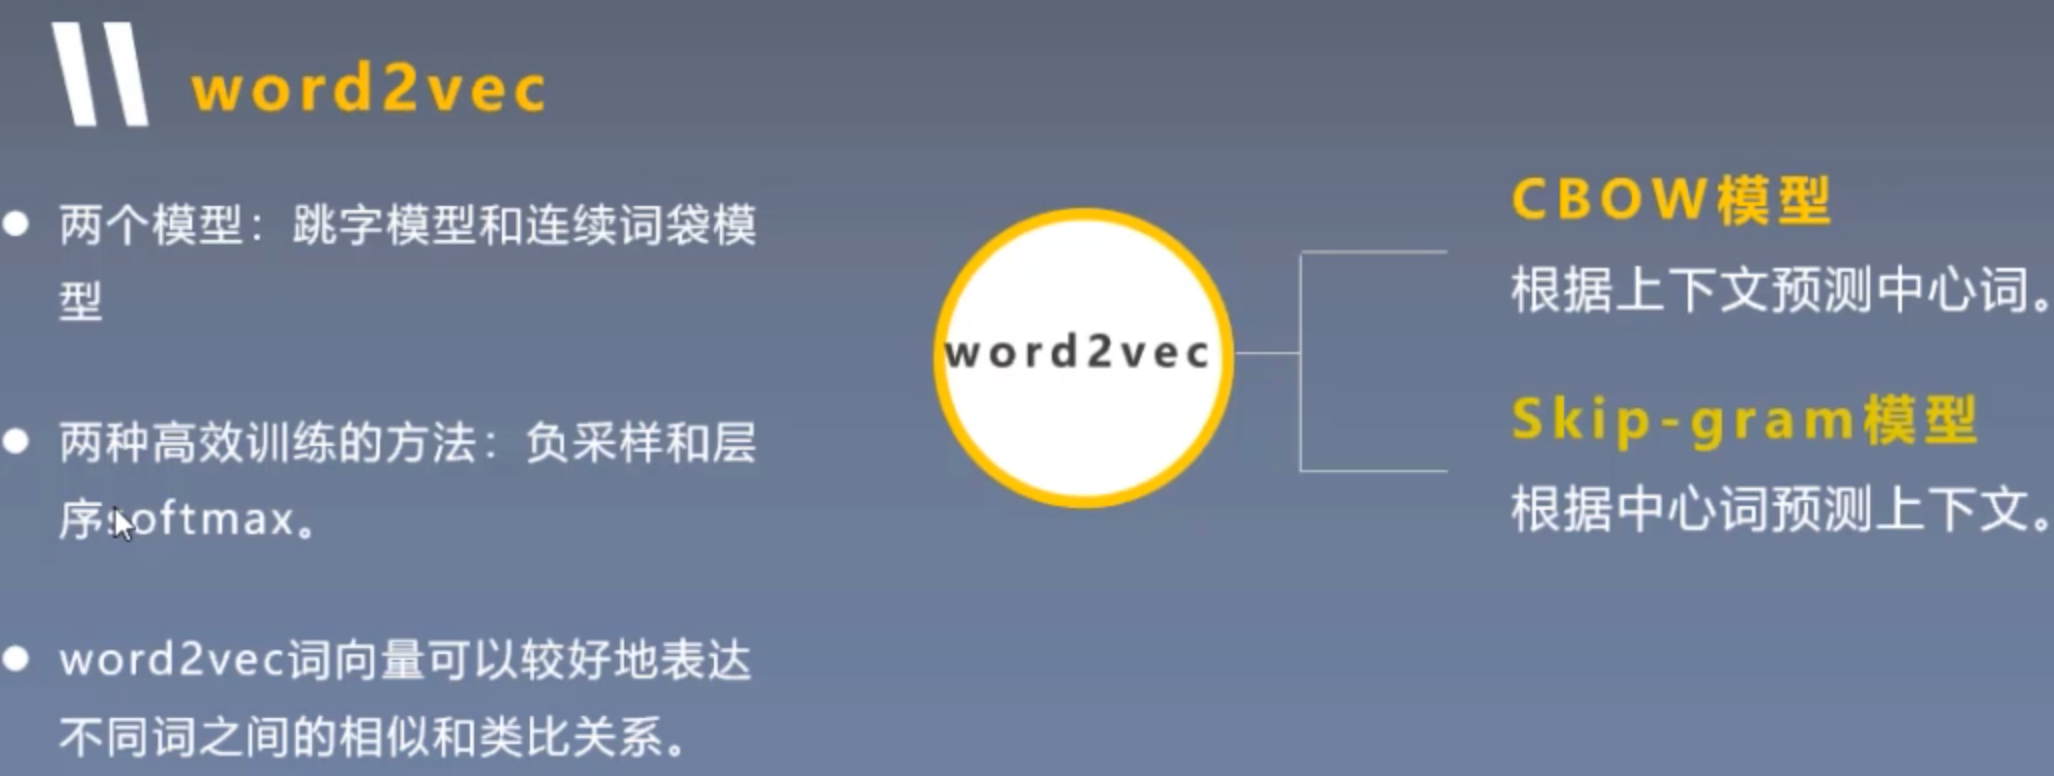 word2vec
两个模型：跳字模型和连续词袋模
型
两种高效训练的方法：负采样和层
序softmax。
word2vec词向量可以较好地表达
不同词之间的相似和类比关系。
word2vec
CBOW模型
根据上下文预测中心词。
Skip-gram模型
根据中心词预测上下文。